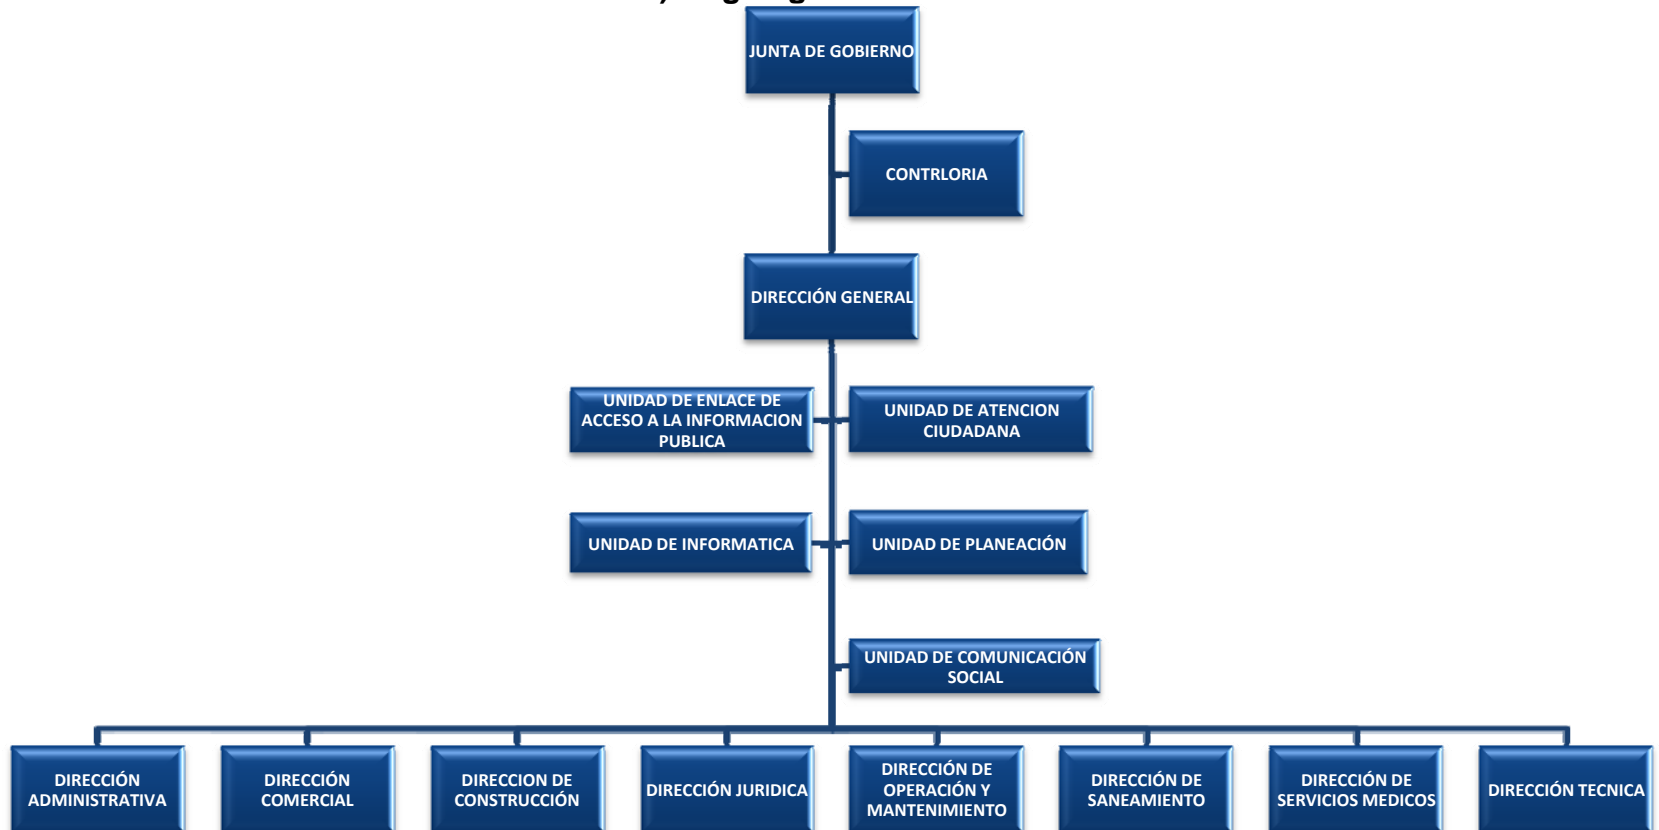 JUNTA DE GOBIERNO
CONTRLORIA
DIRECCIÓN GENERAL
UNIDAD DE ENLACE DE
ACCESO A LA INFORMACION
PUBLICA
UNIDAD DE ATENCION
CIUDADANA
UNIDAD DE INFORMATICA
UNIDAD DE PLANEACIÓN
UNIDAD DE COMUNICACIÓN
SOCIAL
DIRECCIÓN
ADMINISTRATIVA
DIRECCIÓN
COMERCIAL
DIRECCION DE
CONSTRUCCIÓN
DIRECCIÓN JURIDICA
DIRECCIÓN DE
OPERACIÓN Y
MANTENIMIENTO
DIRECCIÓN DE
SANEAMIENTO
DIRECCIÓN DE
SERVICIOS MEDICOS
DIRECCIÓN TECNICA